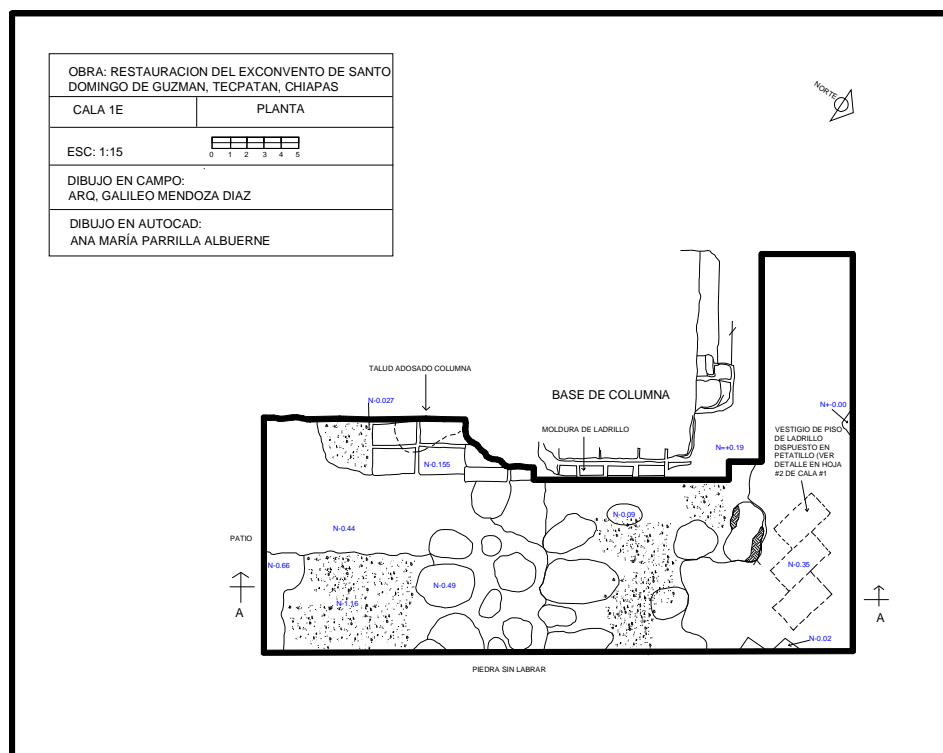 OBRA: RESTAURACION DEL EXCONVENTO DE SANTO
DOMINGO DE GUZMAN, TECPATAN, CHIAPAS
CALA 1E
PLANTA
ESC: 1:15
0 1 2 3 4 5
DIBUJO EN CAMPO:
ARQ, GALILEO MENDOZA DIAZ
DIBUJO EN AUTOCAD:
ANA MARÍA PARRILLA ALBUERNE
NORTE
TALUD ADOSADO COLUMNA
N-0.027
BASE DE COLUMNA
N+-0.00
MOLDURA DE LADRILLO
VESTIGIO DE PISO
DE LADRILLO
DISPUESTO EN
PETATILLO (VER
DETALLE EN HOJA
#2 DE CALA #1
N=+0.19
N-0.155
N-0.09
N-0.44
PATIO
N-0.66
N-0.35
N-0.49
N-1.16
A
A
N-0.02
PIEDRA SIN LABRAR